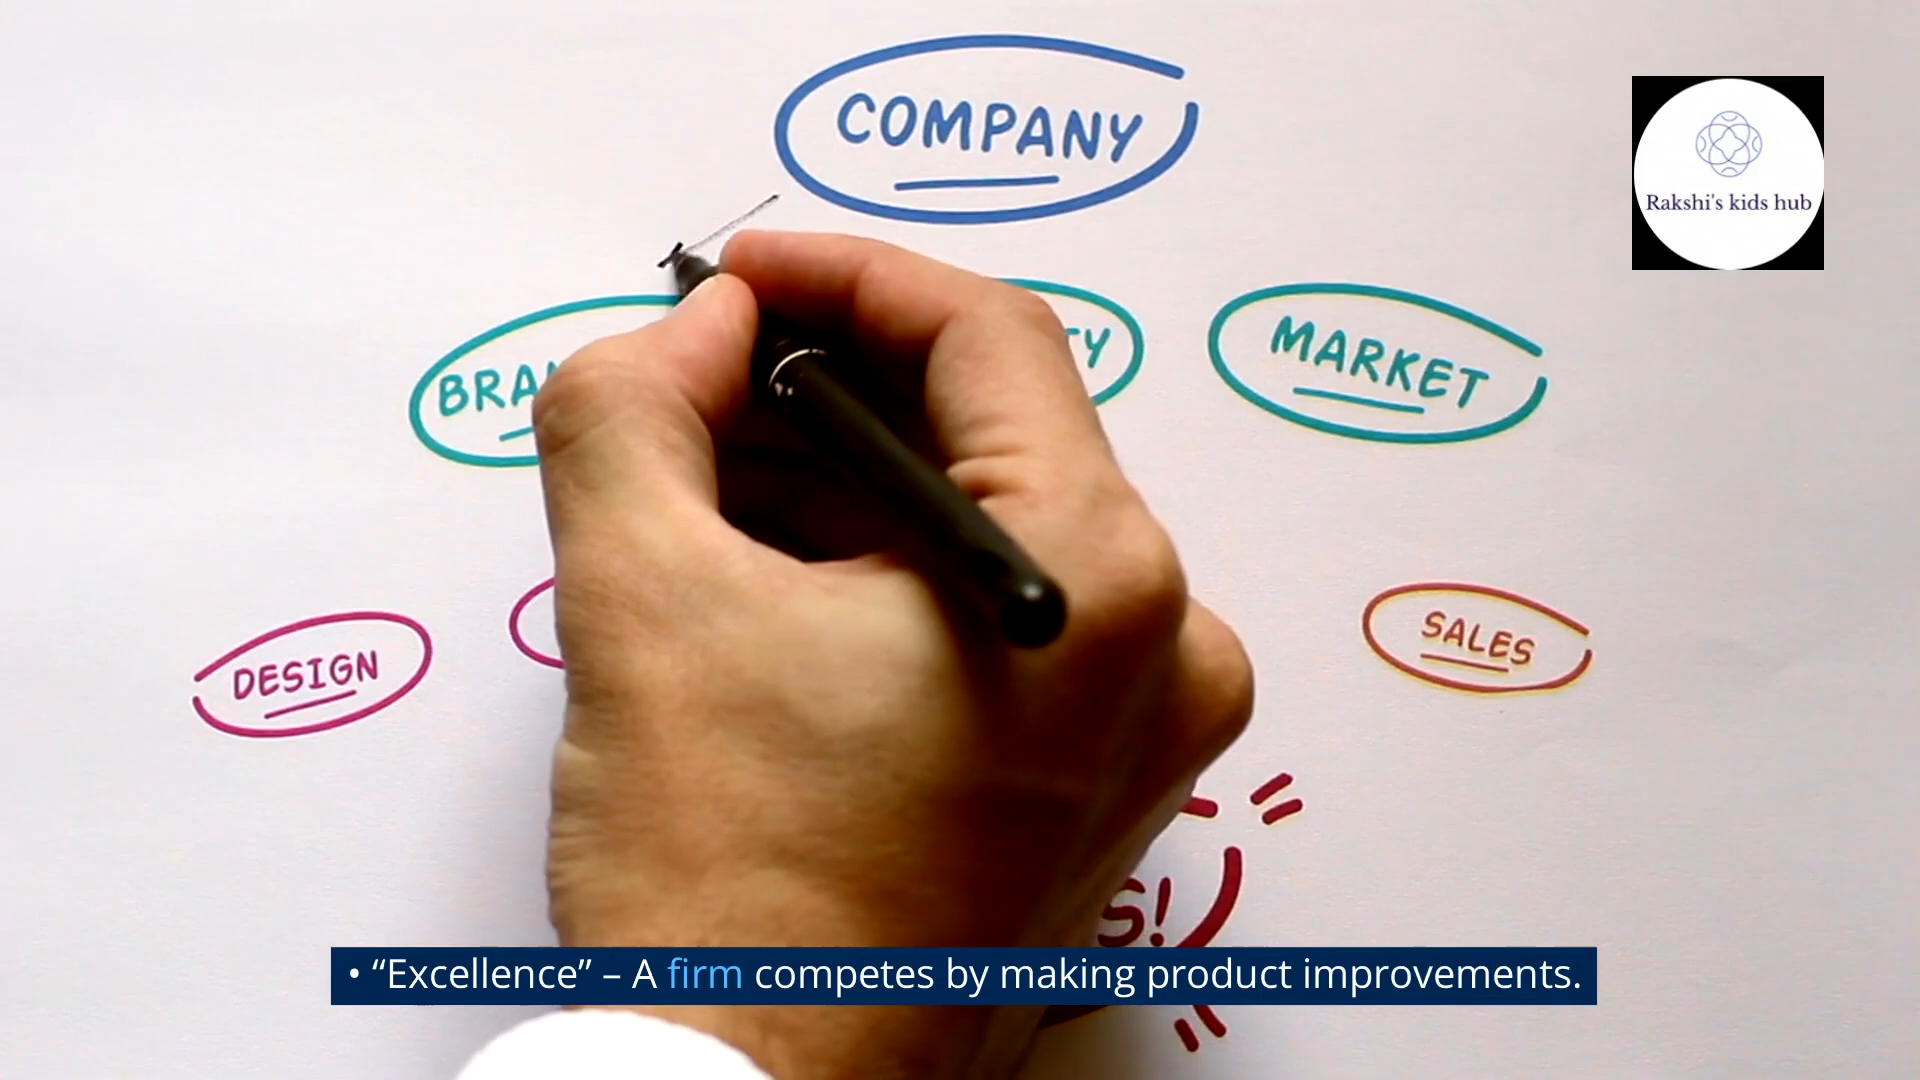 COMPANY
Rakshi's kids hub
MARKET
DESIGN
SALES
• “Excellence” – A firm competes by making product improvements.